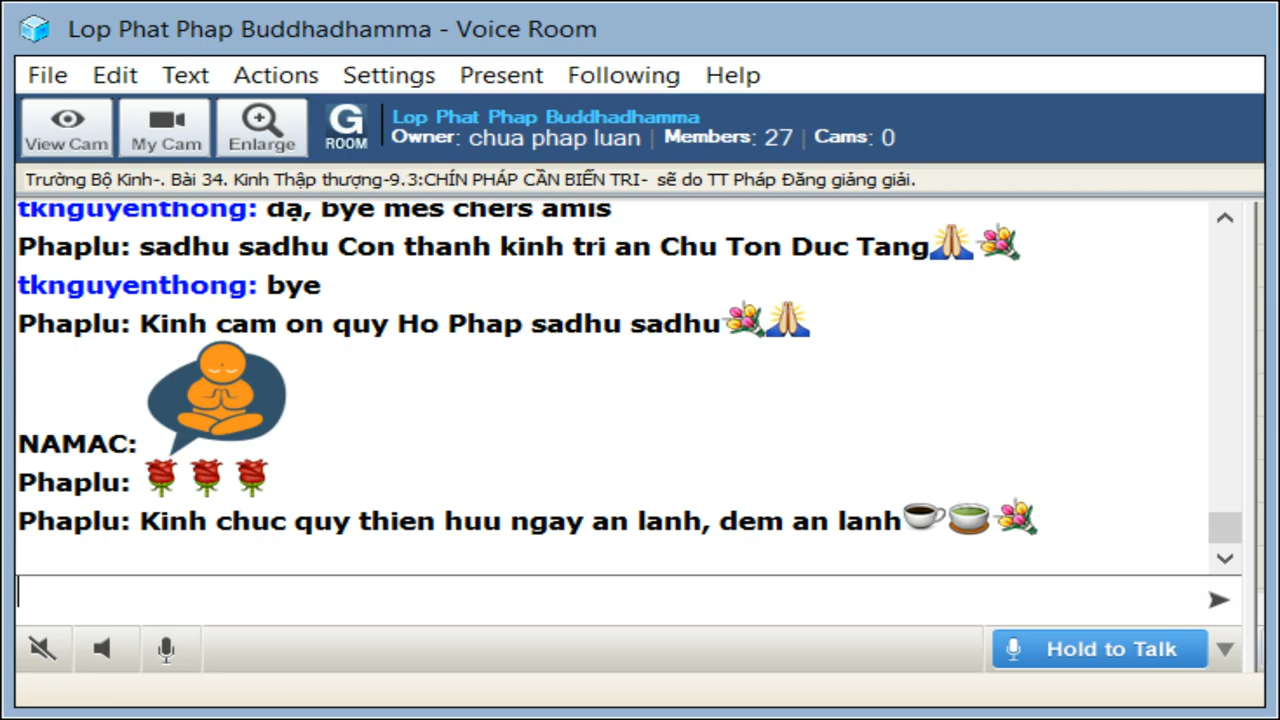 Lop Phat Phap Buddhadhamma - Voice Room
File Edit Text Actions Settings Present Following Help
View Cam My Cam Enlarge G ROOM
Lop Phat Phap Buddhadhamma
Owner: chua phap luan | Members: 27 | Cams: 0
Trường Bộ Kinh-. Bài 34. Kinh Thập thượng-9.3:CHÍN PHÁP CẦN BIẾN TRI- sẽ do TT Pháp Đăng giảng giải.
tknguyenthong: dạ, bye mes chers amis
Phaplu: sadhu sadhu Con thanh kinh tri an Chu Ton Duc Tang
tknguyenthong: bye
Phaplu: Kinh cam on quy Ho Phap sadhu sadhu
NAMAC:
Phaplu:
Phaplu: Kinh chuc quy thien huu ngay an lanh, dem an lanh
Hold to Talk